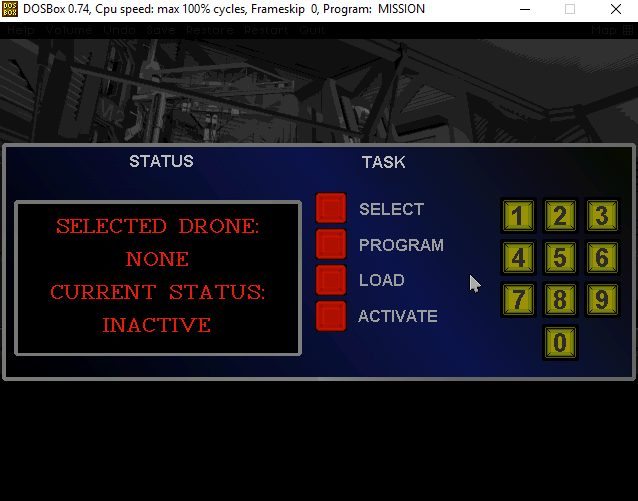 DOSBox 0.74, Cpu speed: max 100% cycles, Frameskip 0, Program: MISSION
Help Volume Undo Save Restore Restart Quit Map
STATUS
TASK
SELECTED DRONE:
NONE
CURRENT STATUS:
INACTIVE
SELECT
PROGRAM
LOAD
ACTIVATE
1 2 3
4 5 6
7 8 9
0
DOS
BOX